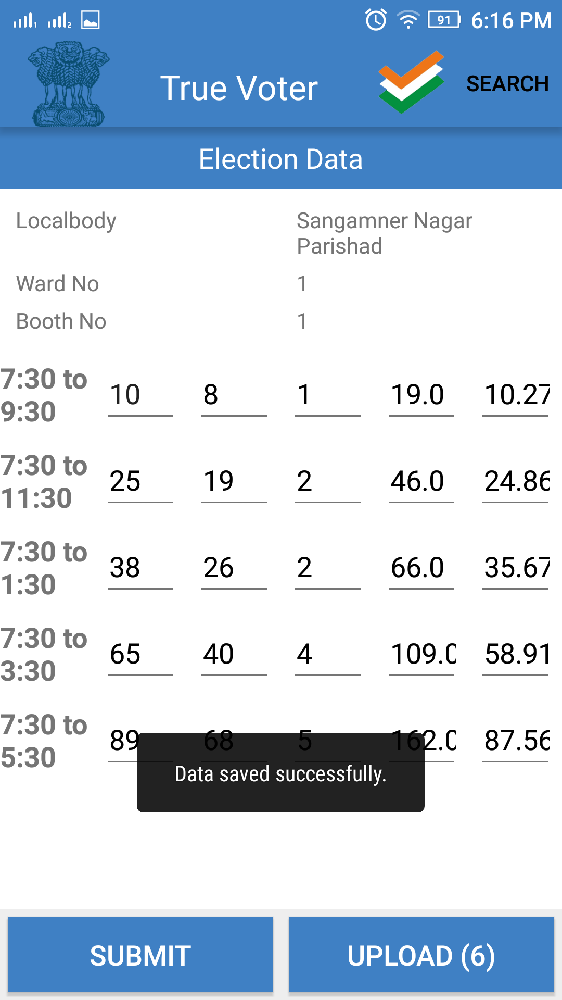 1 2 91 6:16 PM
True Voter SEARCH
Election Data
Localbody Sangamner Nagar
Parishad
Ward No 1
Booth No 1
7:30 to
9:30 10 8 1 19.0 10.27
7:30 to
11:30 25 19 2 46.0 24.86
7:30 to
1:30 38 26 2 66.0 35.67
7:30 to
3:30 65 40 4 109.0 58.91
7:30 to
5:30 89 68 5 162.0 87.56
Data saved successfully.
SUBMIT UPLOAD (6)